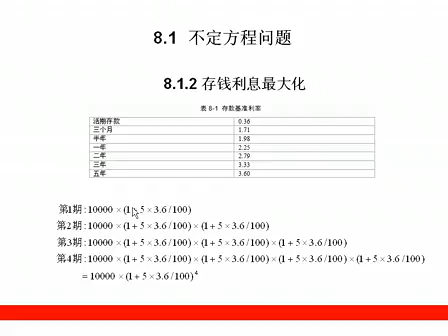 8.1 不定方程问题
8.1.2 存钱利息最大化
表 8-1 存款基准利率
活期存款 0.36
三个月 1.71
半年 1.98
一年 2.25
二年 2.79
三年 3.33
五年 3.60
第1期:10000×(1+5×3.6/100)
第2期:10000×(1+5×3.6/100)×(1+5×3.6/100)
第3期:10000×(1+5×3.6/100)×(1+5×3.6/100)×(1+5×3.6/100)
第4期:10000×(1+5×3.6/100)×(1+5×3.6/100)×(1+5×3.6/100)×(1+5×3.6/100)
=10000×(1+5×3.6/100)⁴